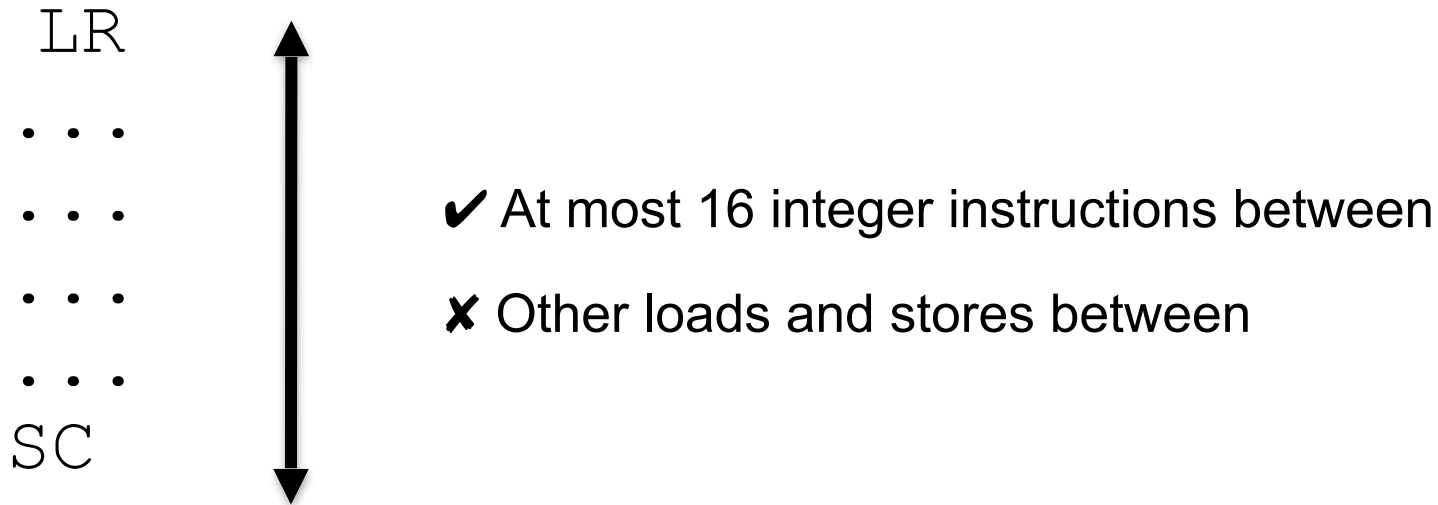 LR
...
...
✔ At most 16 integer instructions between
...
✘ Other loads and stores between
...
SC